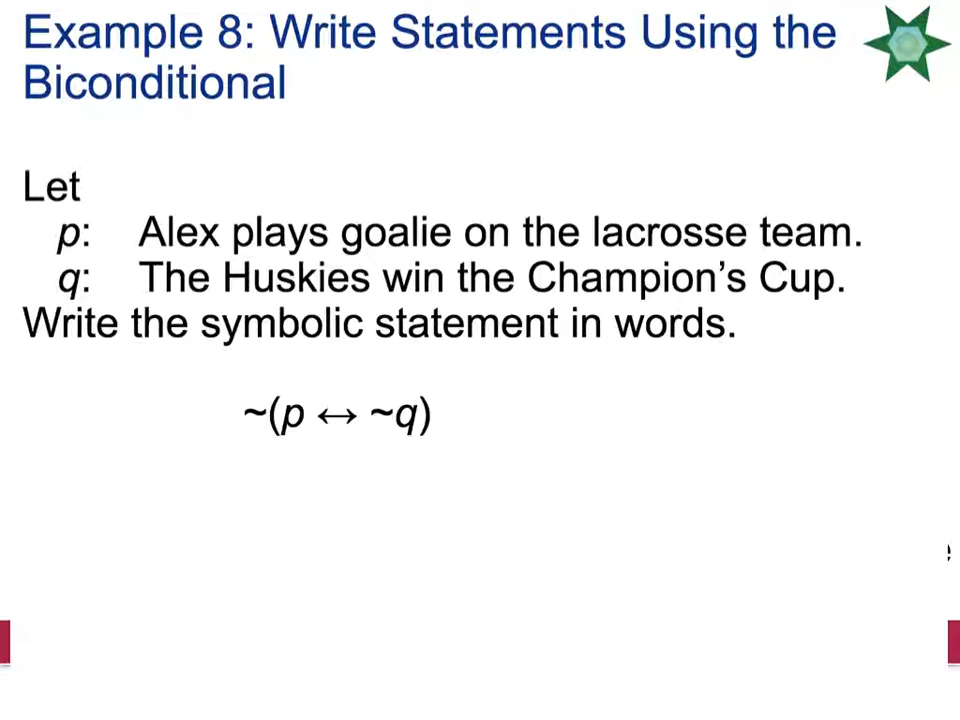 Example 8: Write Statements Using the
Biconditional
Let
p: Alex plays goalie on the lacrosse team.
q: The Huskies win the Champion’s Cup.
Write the symbolic statement in words.
~(p ↔ ~q)